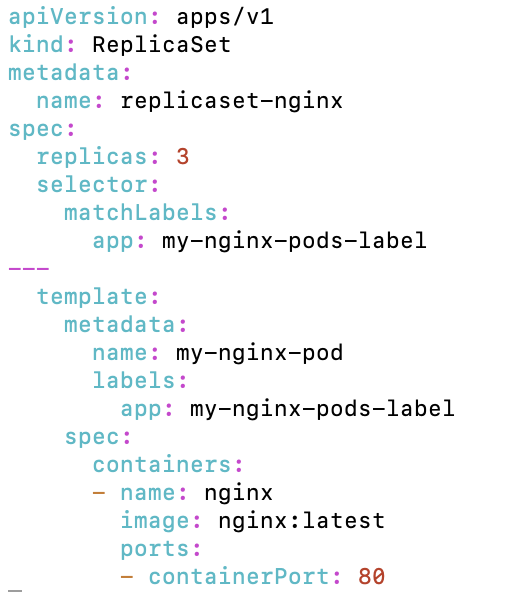 apiVersion: apps/v1
kind: ReplicaSet
metadata:
  name: replicaset-nginx
spec:
  replicas: 3
  selector:
    matchLabels:
      app: my-nginx-pods-label
---
  template:
    metadata:
      name: my-nginx-pod
      labels:
        app: my-nginx-pods-label
    spec:
      containers:
      - name: nginx
        image: nginx:latest
        ports:
        - containerPort: 80